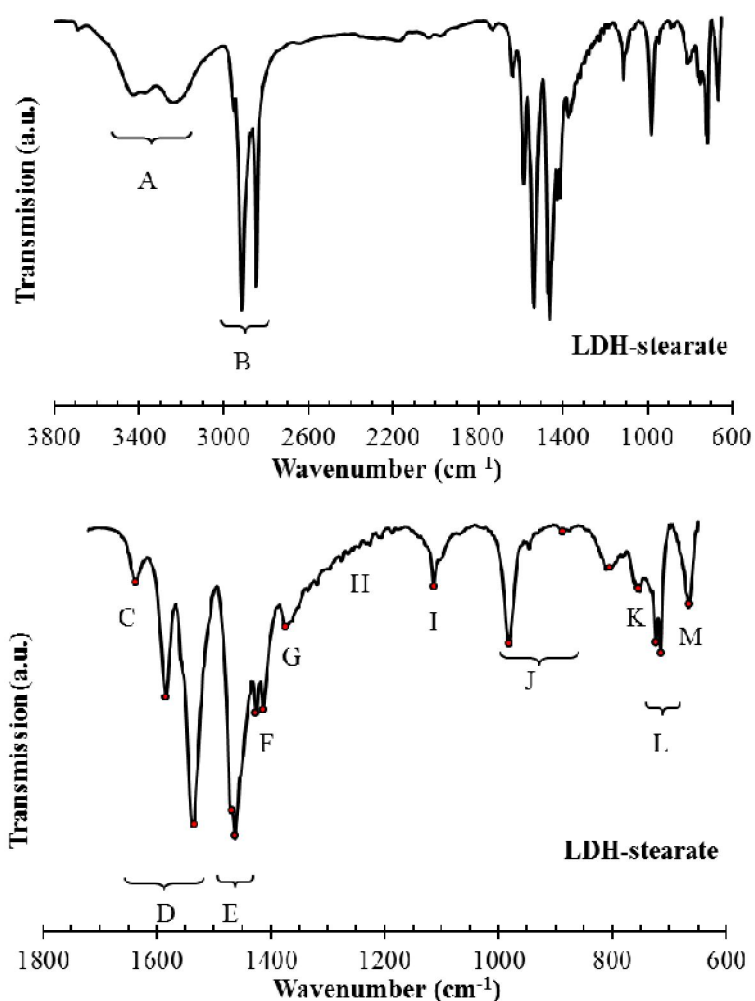 Transmision (a.u.)
A
B
LDH-stearate
3800 3400 3000 2600 2200 1800 1400 1000 600
Wavenumber (cm-1)
Transmission (a.u.)
C
D
E
F
G
H
I
J
K
L
M
LDH-stearate
1800 1600 1400 1200 1000 800 600
Wavenumber (cm-1)